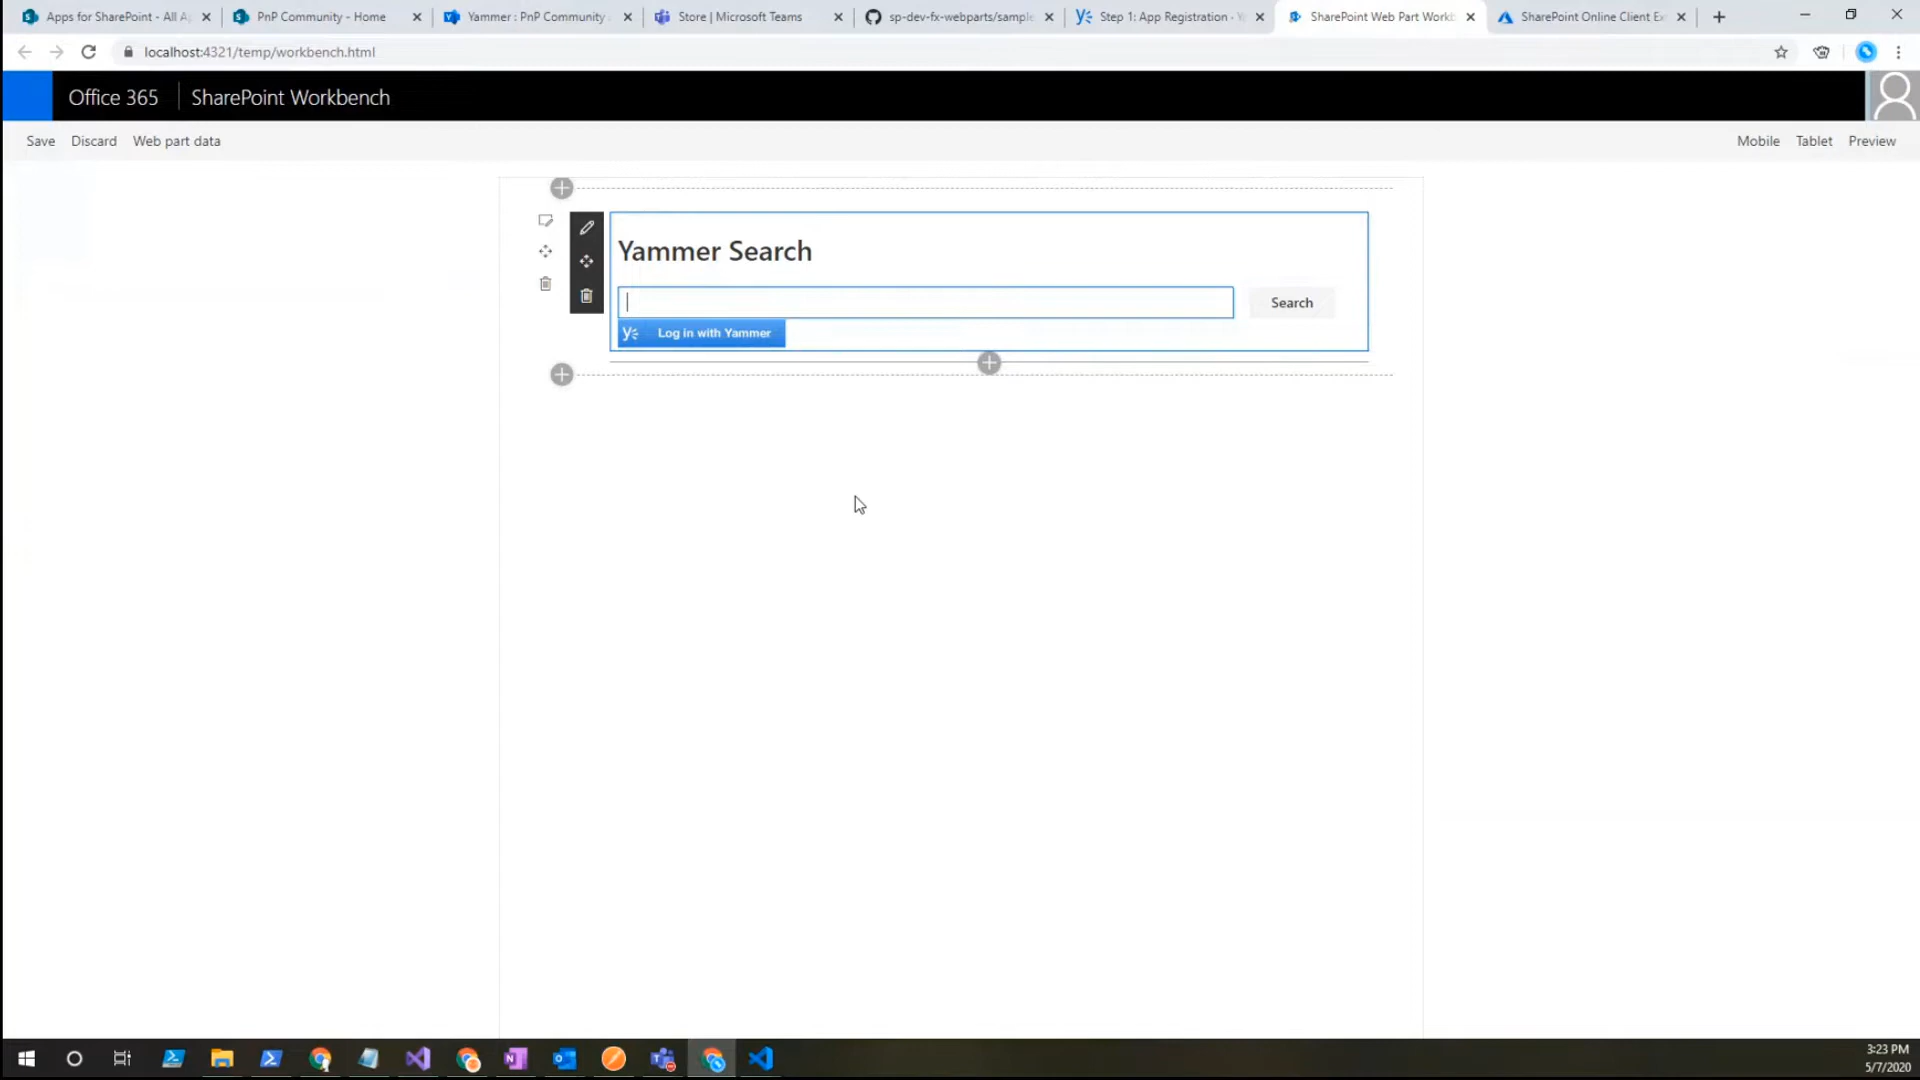 Apps for SharePoint - All A
PnP Community - Home
Yammer : PnP Community
Store | Microsoft Teams
sp-dev-fx-webparts/sample
Step 1: App Registration - Y
SharePoint Web Part Work
SharePoint Online Client Ex
localhost:4321/temp/workbench.html
Office 365
SharePoint Workbench
Save
Discard
Web part data
Mobile
Tablet
Preview
Yammer Search
Search
Log in with Yammer
3:23 PM
5/7/2020